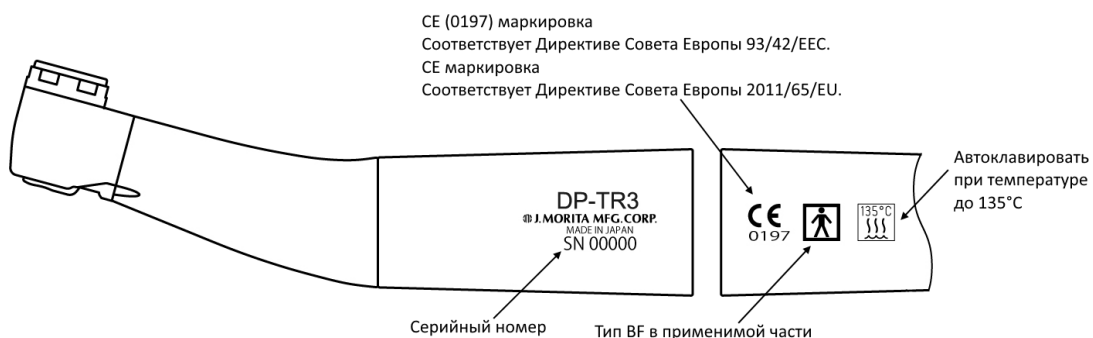 CE (0197) маркировка
Соответствует Директиве Совета Европы 93/42/EEC.
CE маркировка
Соответствует Директиве Совета Европы 2011/65/EU.
Автоклавировать
при температуре
до 135°C
DP-TR3
J. MORITA MFG. CORP.
MADE IN JAPAN
SN 00000
CE
0197
135°C
Серийный номер
Тип BF в применимой части